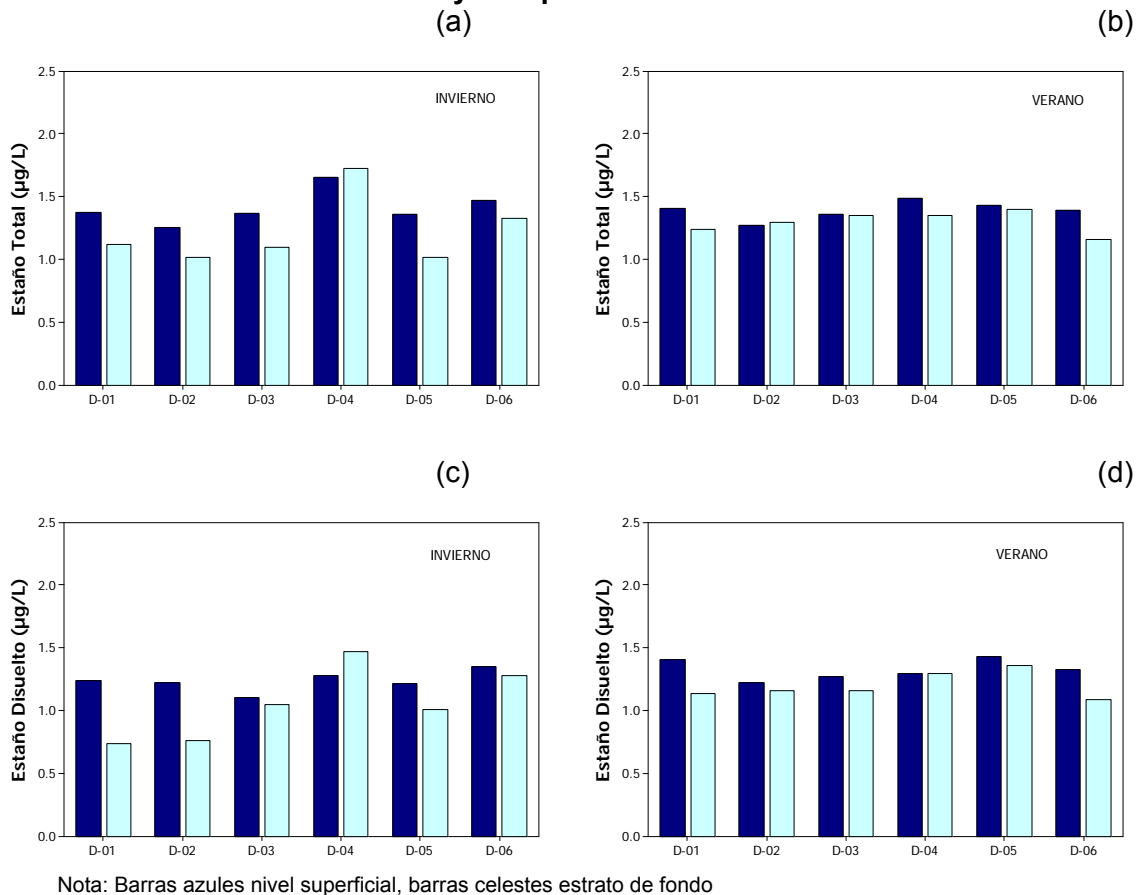 (a) (b)
2.5
2.0
1.5
1.0
0.5
0.0
Estaño Total (µg/L)
INVIERNO
D-01 D-02 D-03 D-04 D-05 D-06
2.5
2.0
1.5
1.0
0.5
0.0
Estaño Total (µg/L)
VERANO
D-01 D-02 D-03 D-04 D-05 D-06
(c) (d)
2.5
2.0
1.5
1.0
0.5
0.0
Estaño Disuelto (µg/L)
INVIERNO
D-01 D-02 D-03 D-04 D-05 D-06
2.5
2.0
1.5
1.0
0.5
0.0
Estaño Disuelto (µg/L)
VERANO
D-01 D-02 D-03 D-04 D-05 D-06
Nota: Barras azules nivel superficial, barras celestes estrato de fondo